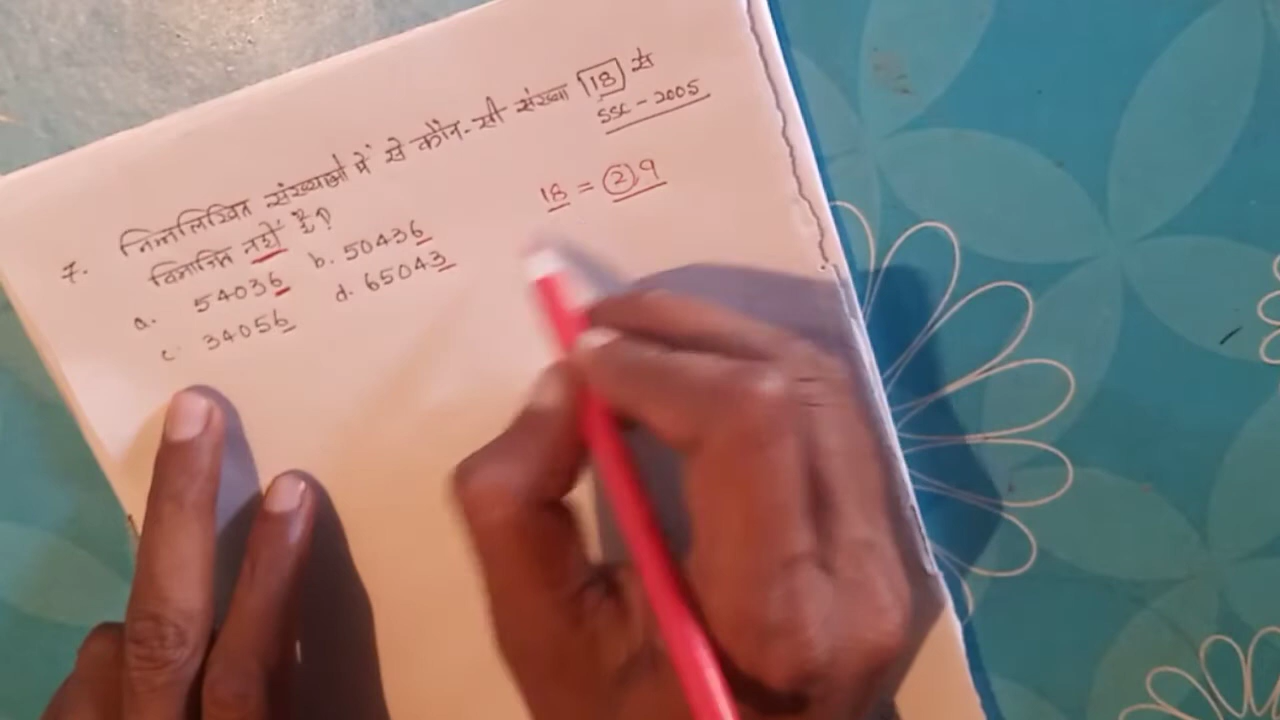 7. निम्नलिखित संख्याओं में से कौन-सी संख्या 18 से
विभाजित नहीं है?
SSC - 2005
a. 54036 b. 50436
c. 34056 d. 65043
18 = 2,9